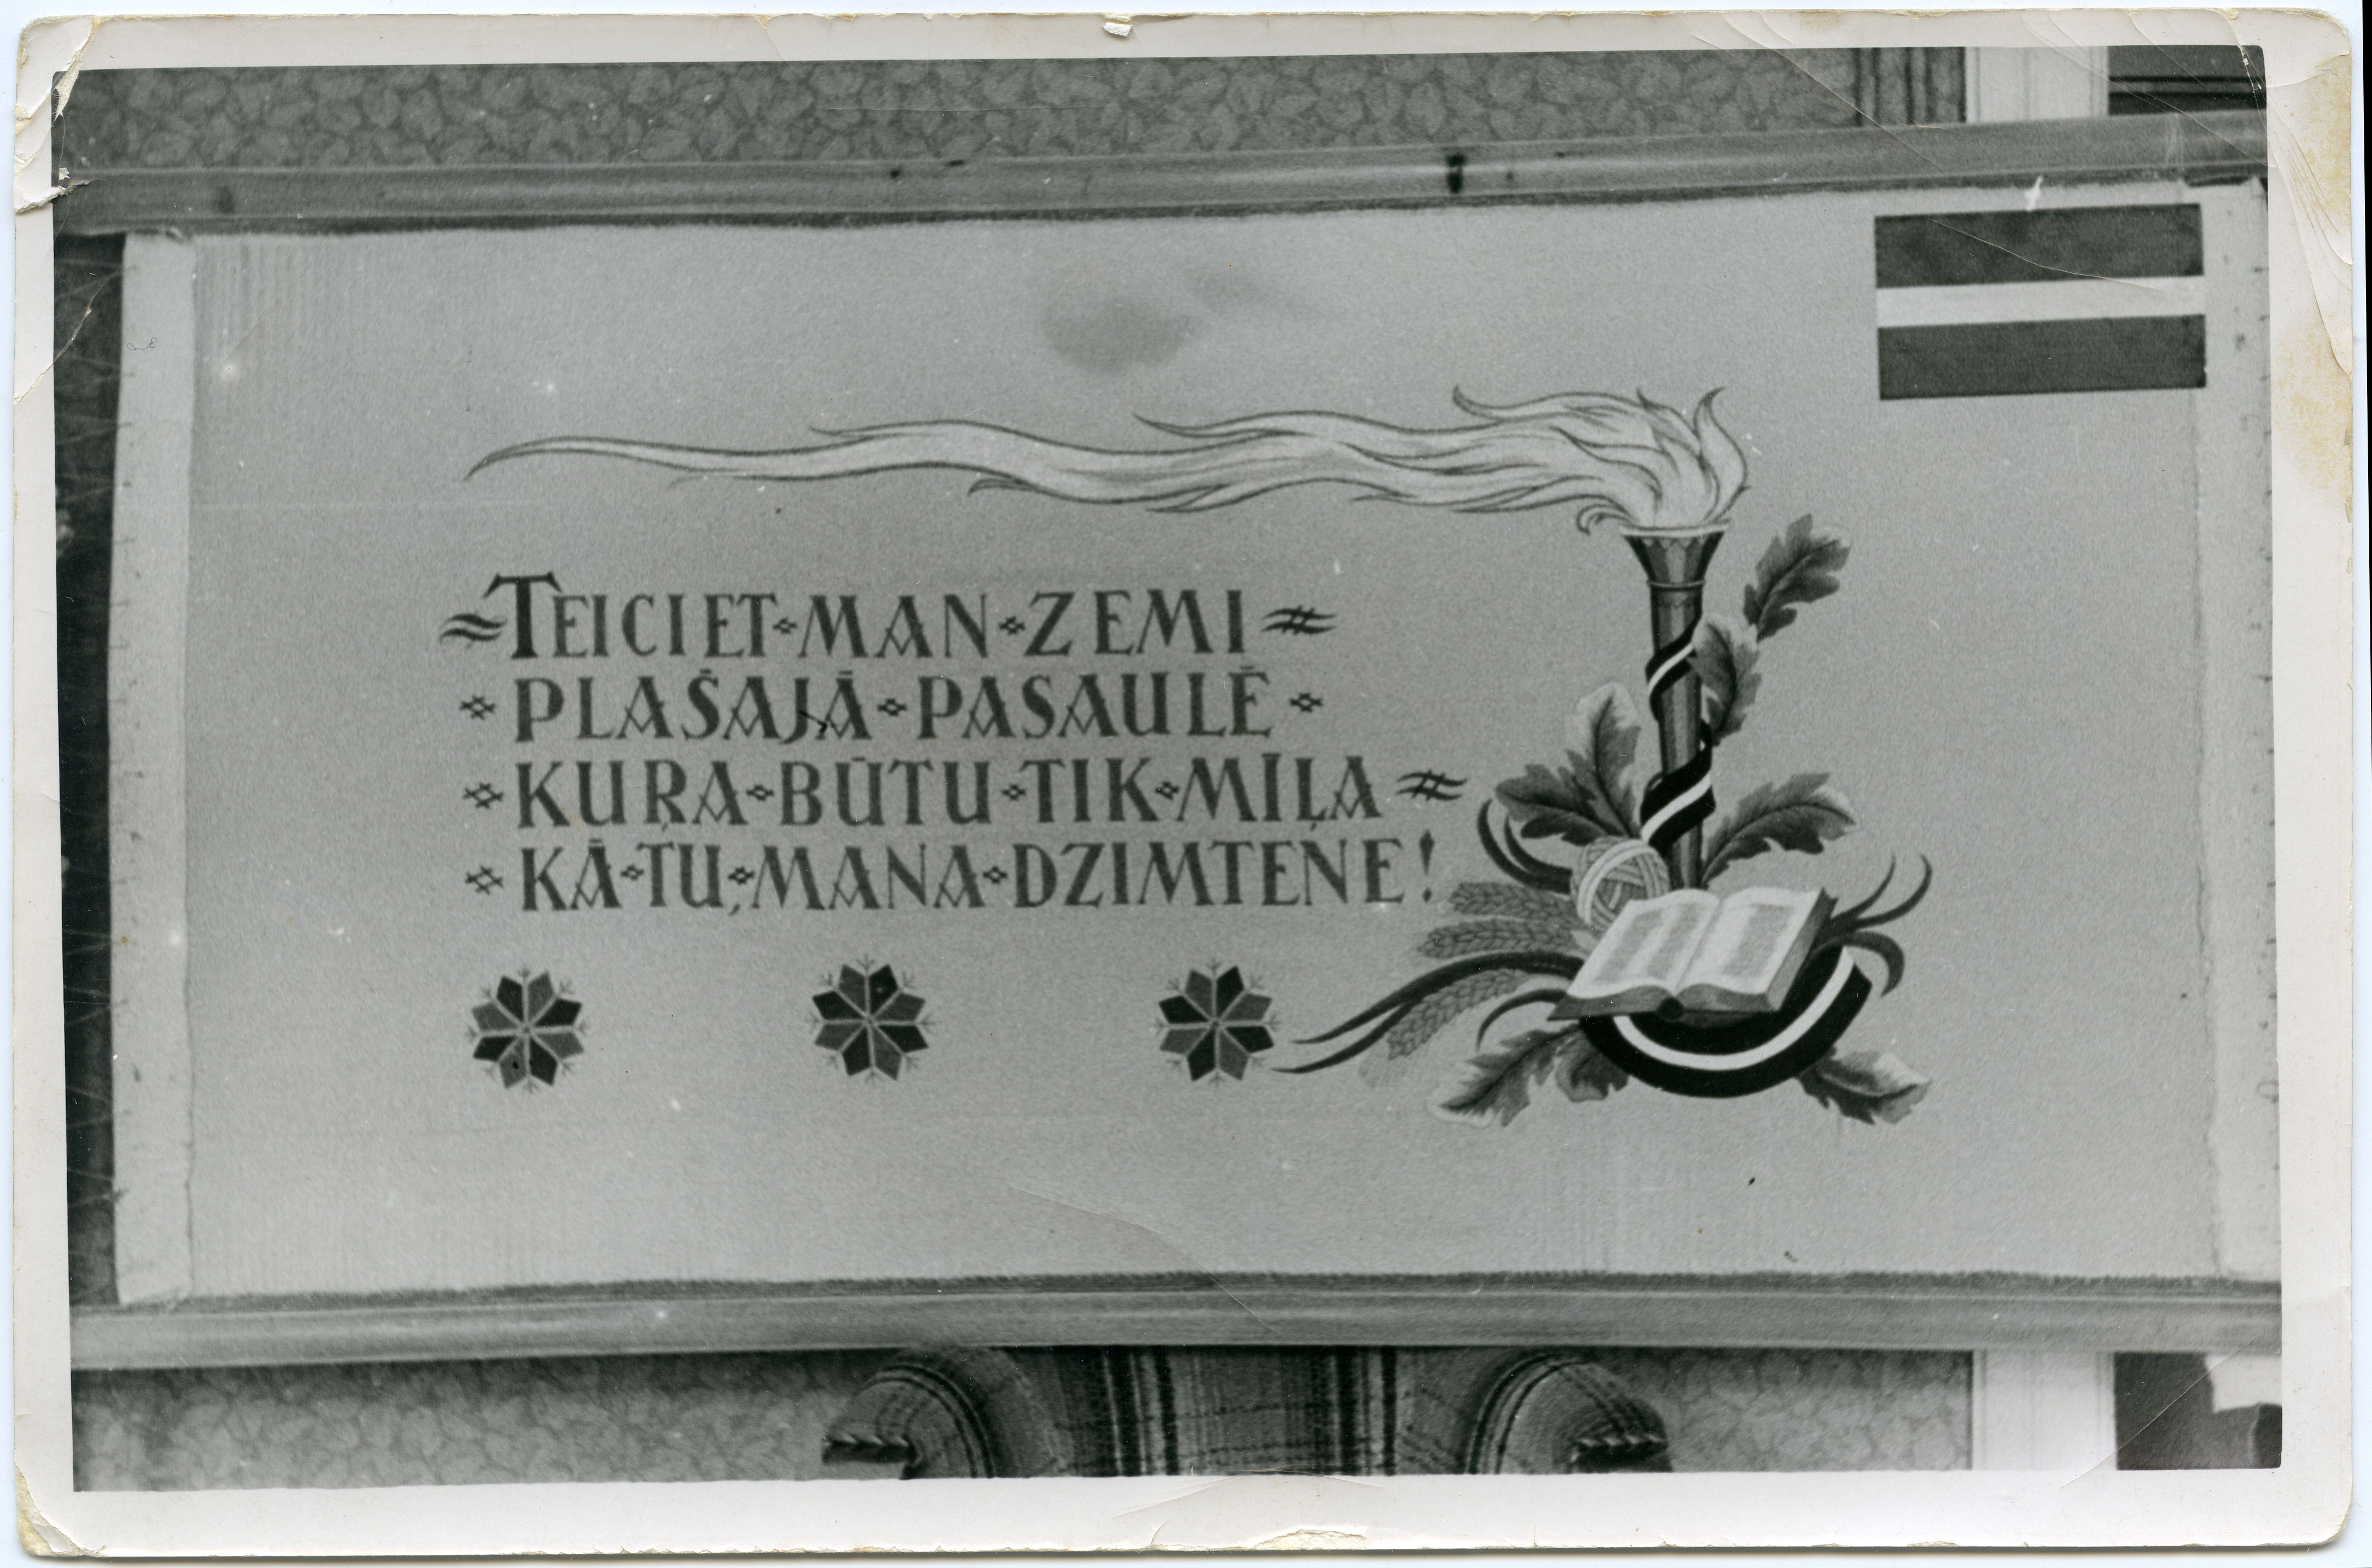 TEICIET MAN ZEMI
PLAŠAJĀ PASAULĒ
KUŖA BŪTU TIK MĪĻA
KĀ TU, MANA DZIMTENE!